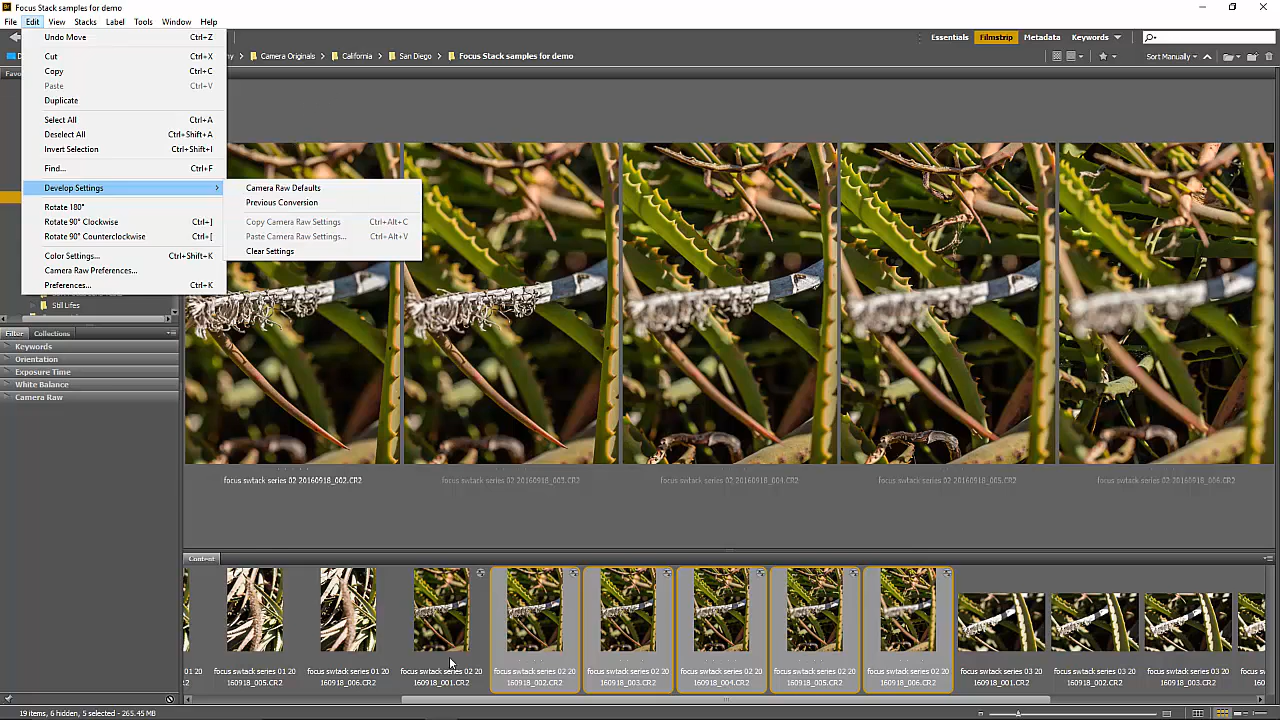 Br Focus Stack samples for demo
File Edit View Stacks Label Tools Window Help
Undo Move Ctrl+Z
Cut Ctrl+X
Copy Ctrl+C
Paste Ctrl+V
Duplicate
Select All Ctrl+A
Deselect All Ctrl+Shift+A
Invert Selection Ctrl+Shift+I
Find... Ctrl+F
Develop Settings
Rotate 180°
Rotate 90° Clockwise Ctrl+]
Rotate 90° Counterclockwise Ctrl+[
Color Settings... Ctrl+Shift+K
Camera Raw Preferences...
Preferences... Ctrl+K
Camera Raw Defaults
Previous Conversion
Copy Camera Raw Settings Ctrl+Alt+C
Paste Camera Raw Settings... Ctrl+Alt+V
Clear Settings
Essentials Filmstrip Metadata Keywords
Camera Originals California San Diego Focus Stack samples for demo
Sort Manually
Still Lifes
Filter Collections
Keywords
Orientation
Exposure Time
White Balance
Camera Raw
focus swtack series 02 20160918_002.CR2
focus swtack series 02 20160918_003.CR2
focus swtack series 02 20160918_004.CR2
focus swtack series 02 20160918_005.CR2
focus swtack series 02 20160918_006.CR2
Content
focus swtack series 01 20
160918_005.CR2
focus swtack series 01 20
160918_006.CR2
focus swtack series 02 20
160918_001.CR2
focus swtack series 02 20
160918_002.CR2
focus swtack series 02 20
160918_003.CR2
focus swtack series 02 20
160918_004.CR2
focus swtack series 02 20
160918_005.CR2
focus swtack series 02 20
160918_006.CR2
focus swtack series 03 20
160918_001.CR2
focus swtack series 03 20
160918_002.CR2
focus swtack series 03 20
160918_003.CR2
19 items, 6 hidden, 5 selected - 265.45 MB